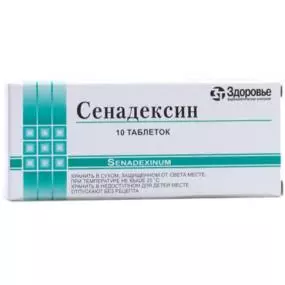 Здоровье
Сенадексин
10 ТАБЛЕТОК
SENADEXINUM
ХРАНИТЬ В СУХОМ, ЗАЩИЩЕННОМ ОТ СВЕТА МЕСТЕ,
ПРИ ТЕМПЕРАТУРЕ НЕ ВЫШЕ 25 °С
ХРАНИТЬ В НЕДОСТУПНОМ ДЛЯ ДЕТЕЙ МЕСТЕ
ОТПУСКАЮТ БЕЗ РЕЦЕПТА